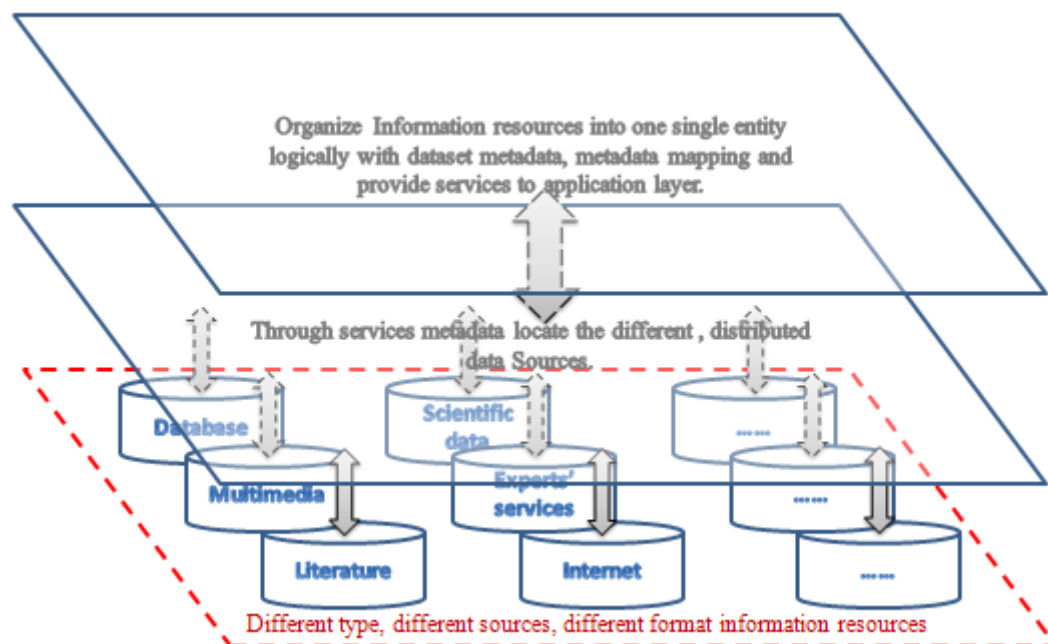 Organize Information resources into one single entity
logically with dataset metadata, metadata mapping and
provide services to application layer.
Through services metadata locate the different , distributed
data Sources.
Database
Scientific
data
......
Multimedia
Experts'
services
......
Literature
Internet
......
Different type, different sources, different format information resources